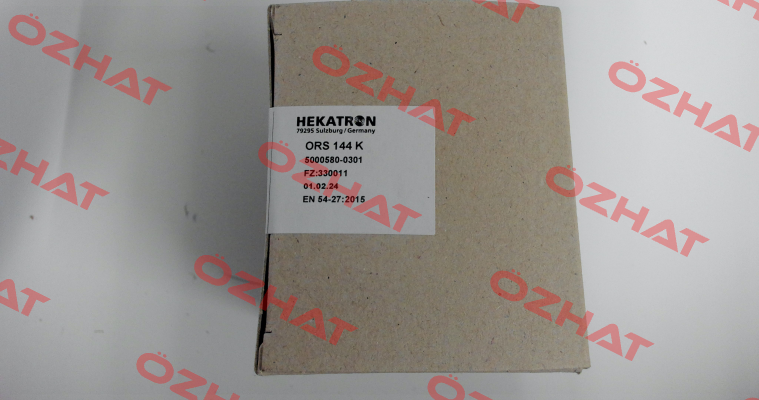 HEKATRON
79295 Sulzburg/Germany
ORS 144 K
5000580-0301
FZ:330011
01.02.24
EN 54-27:2015
ÖZHAT
ÖZHAT
ÖZHAT
ÖZHAT
ÖZHAT
ÖZHAT
ÖZHAT
ÖZHAT
ÖZHAT